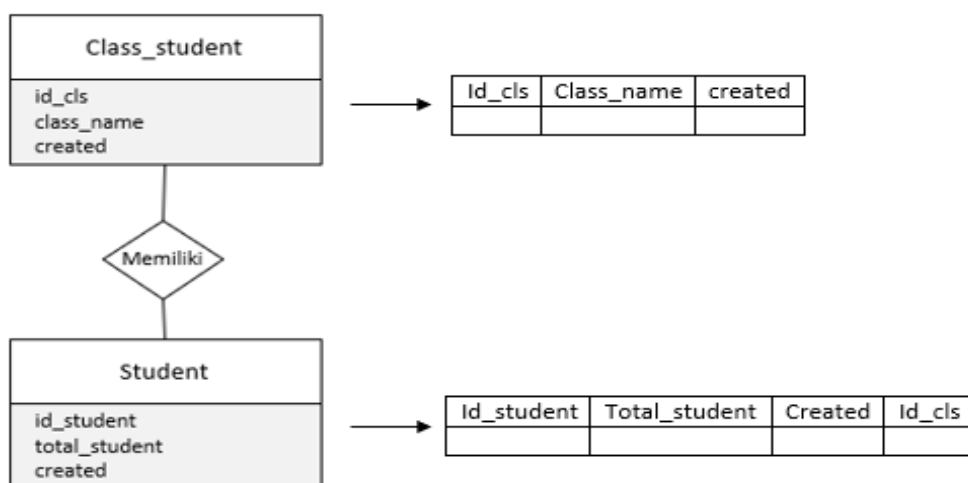 Class_student
id_cls
class_name
created
Id_cls Class_name created
Memiliki
Student
id_student
total_student
created
Id_student Total_student Created Id_cls